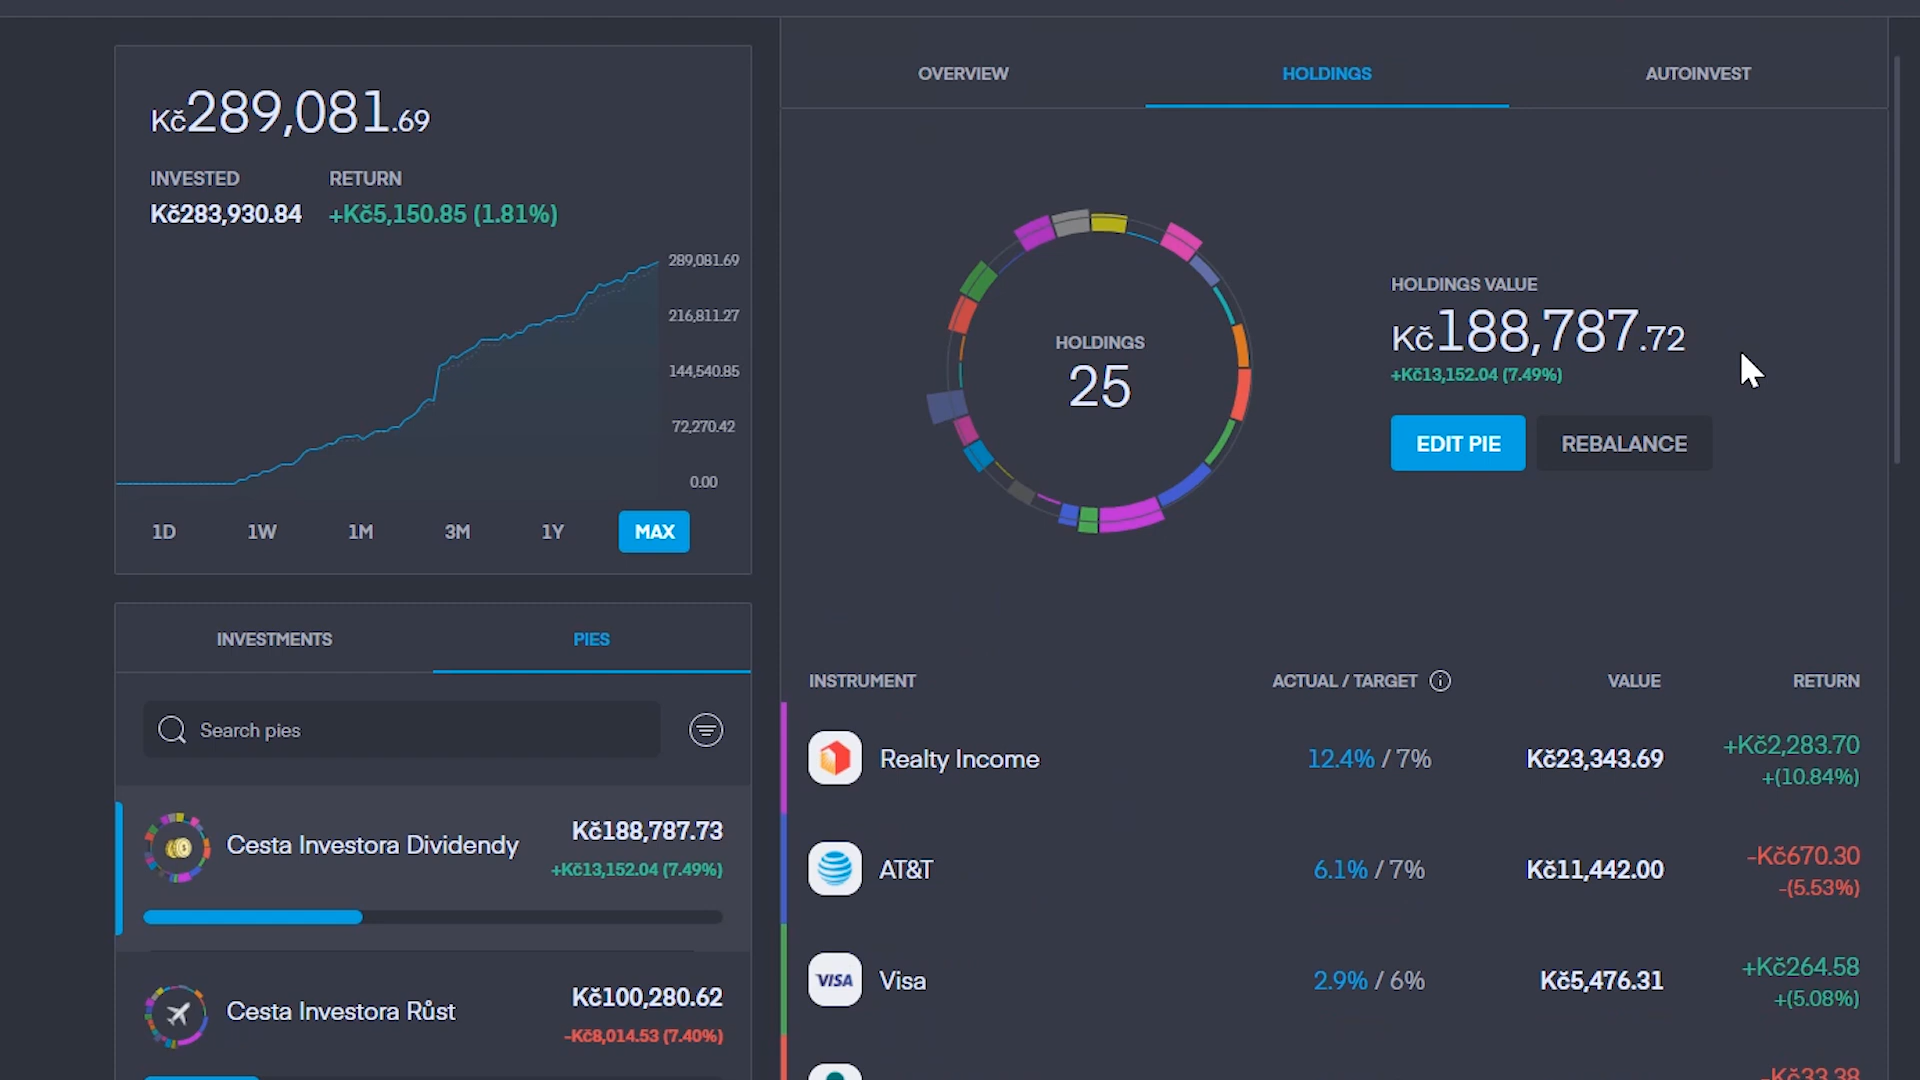 Kč289,081.69
INVESTED
RETURN
Kč283,930.84
+Kč5,150.85 (1.81%)
289,081.69
216,811.27
144,540.85
72,270.42
0.00
1D
1W
1M
3M
1Y
MAX
INVESTMENTS
PIES
Search pies
Cesta Investora Dividendy
Kč188,787.73
+Kč13,152.04 (7.49%)
Cesta Investora Růst
Kč100,280.62
-Kč8,014.53 (7.40%)
OVERVIEW
HOLDINGS
AUTOINVEST
HOLDINGS
25
HOLDINGS VALUE
Kč188,787.72
+Kč13,152.04 (7.49%)
EDIT PIE
REBALANCE
INSTRUMENT
ACTUAL / TARGET
VALUE
RETURN
Realty Income
12.4% / 7%
Kč23,343.69
+Kč2,283.70
+(10.84%)
AT&T
6.1% / 7%
Kč11,442.00
-Kč670.30
-(5.53%)
VISA
Visa
2.9% / 6%
Kč5,476.31
+Kč264.58
+(5.08%)
-Kč33.38